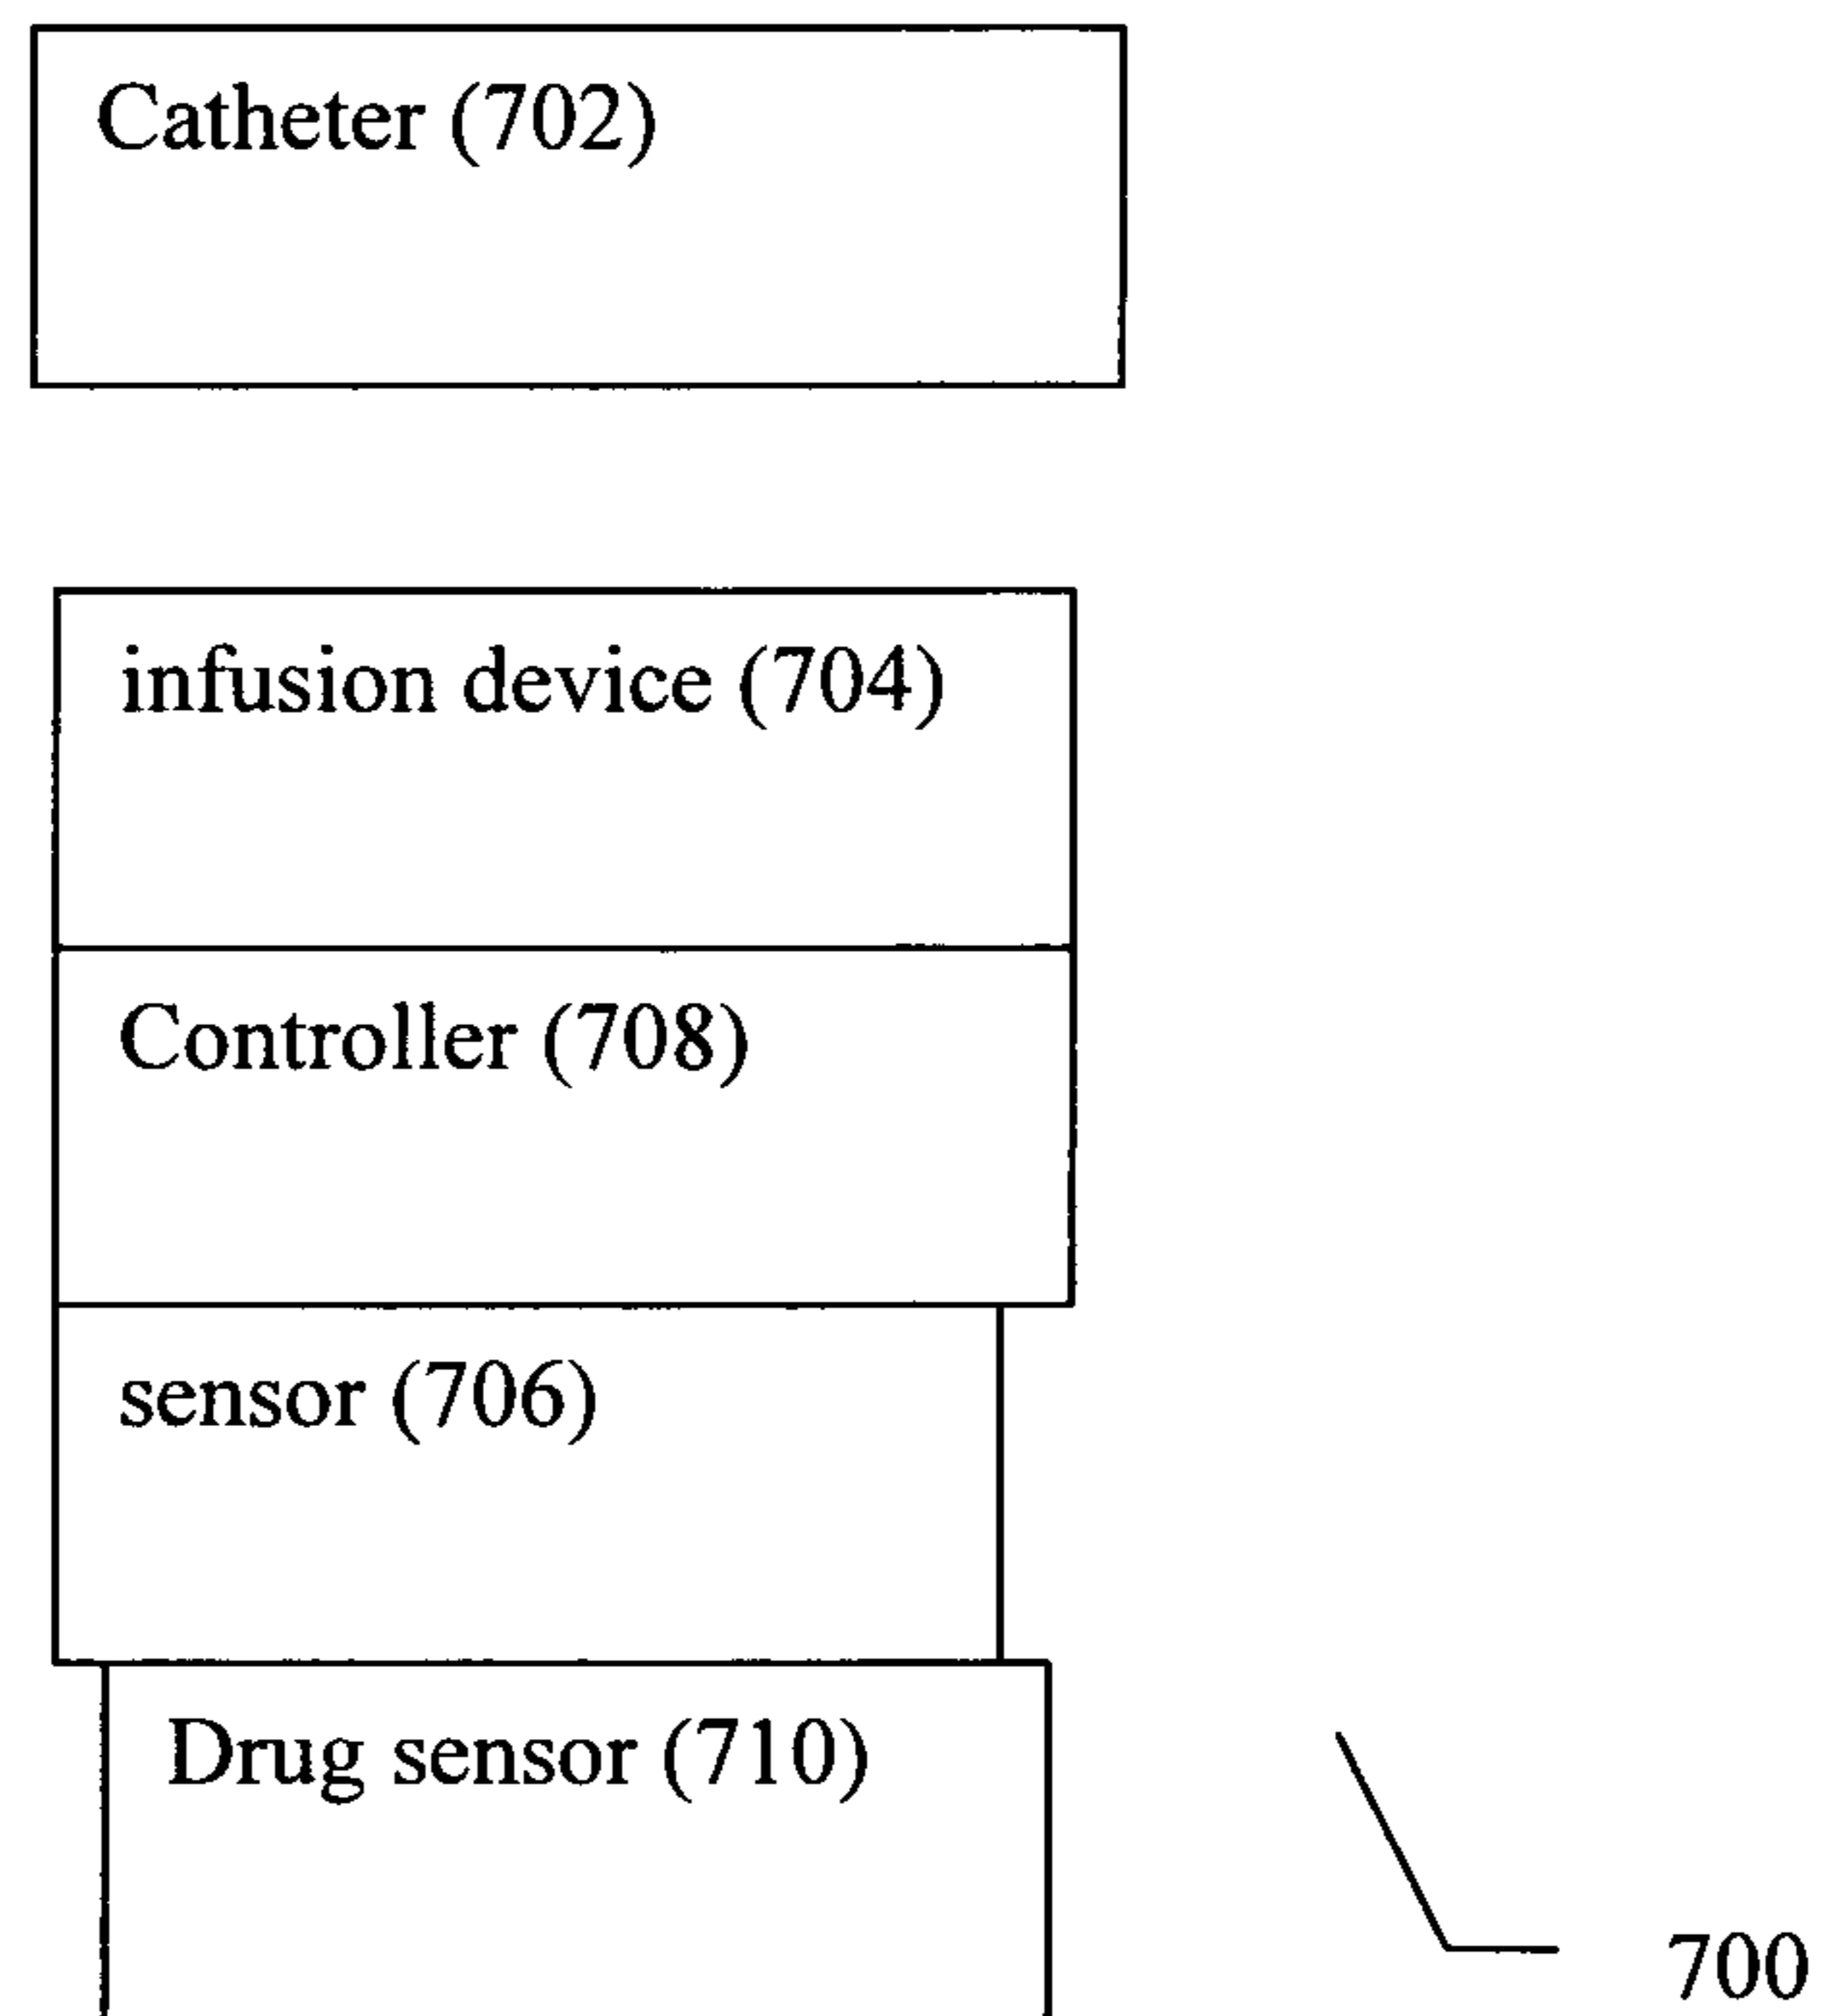 Catheter (702)
infusion device (704)
Controller (708)
sensor (706)
Drug sensor (710)
700